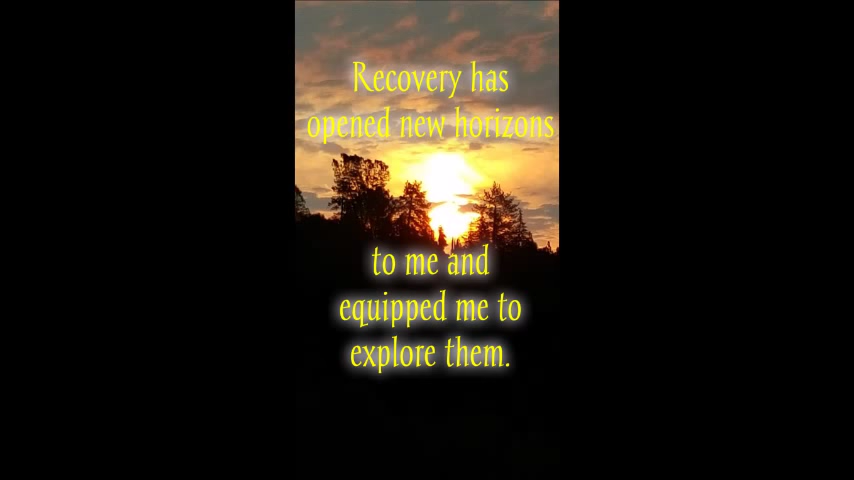 Recovery has
opened new horizons
to me and
equipped me to
explore them.